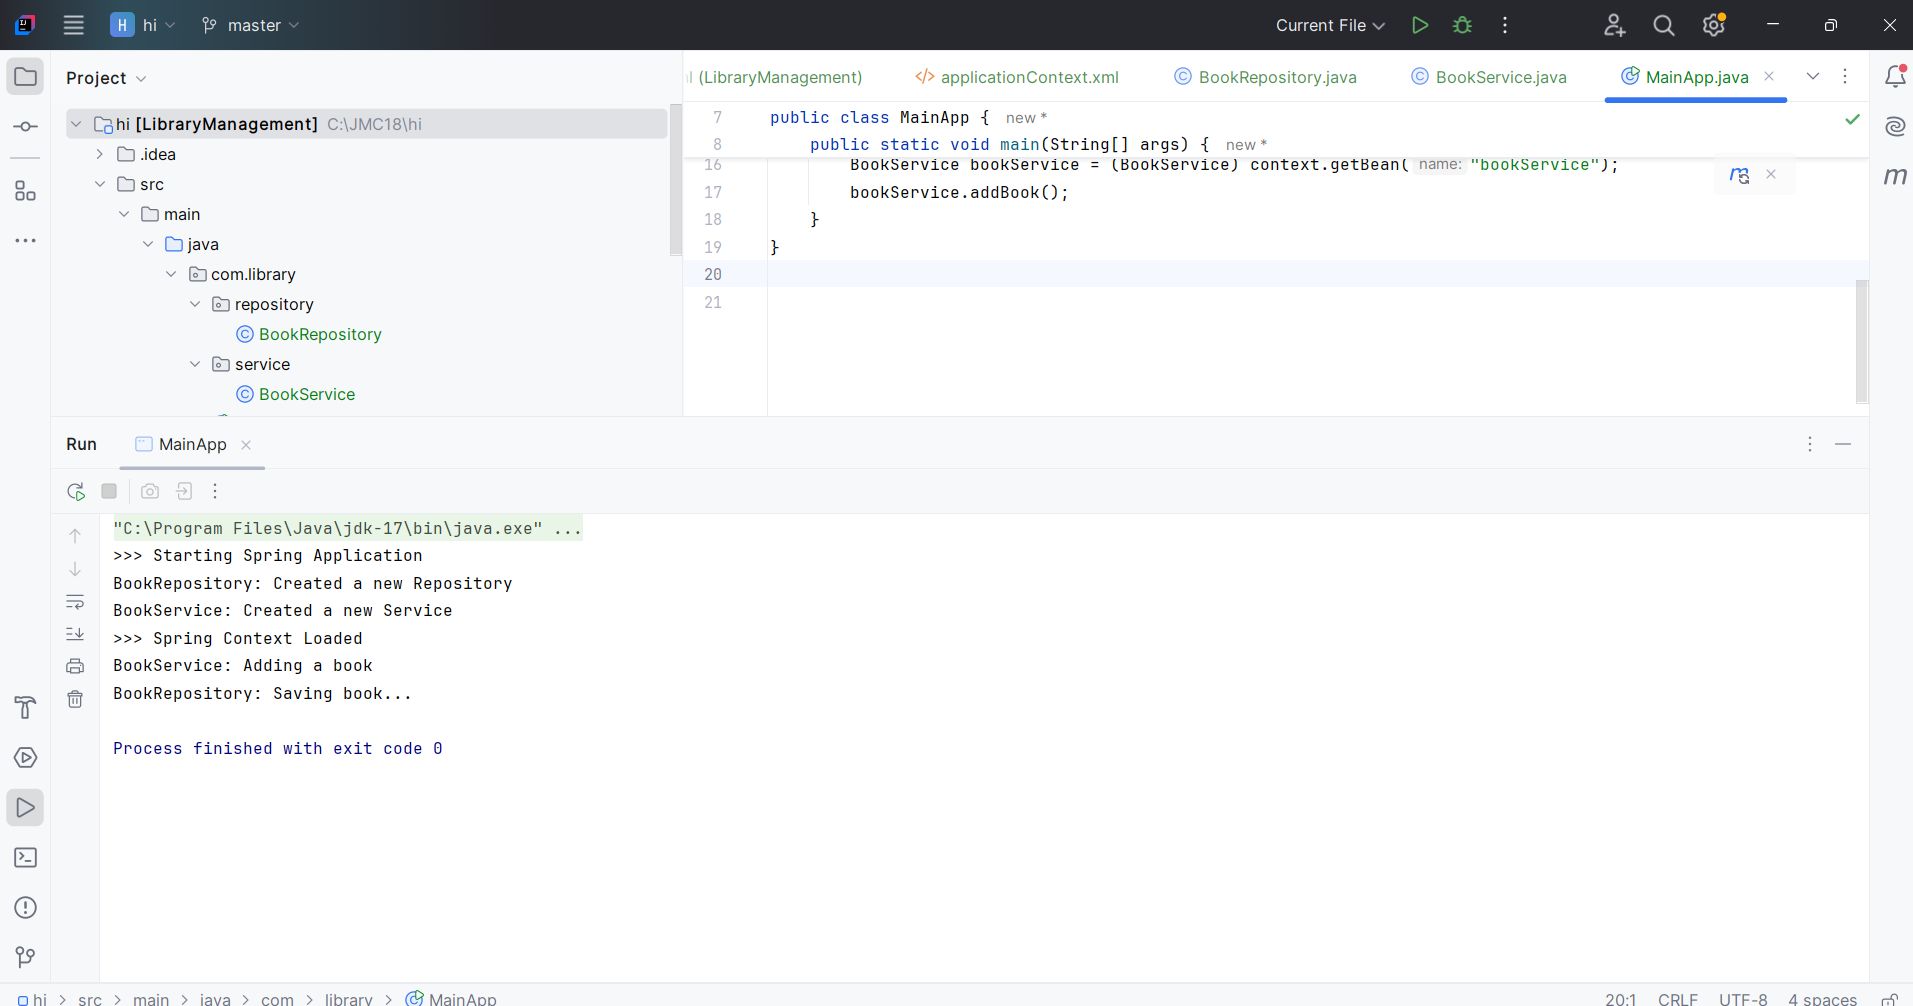 H hi master Current File
Project
hi [LibraryManagement] C:\JMC18\hi
.idea
src
main
java
com.library
repository
BookRepository
service
BookService
l (LibraryManagement) applicationContext.xml BookRepository.java BookService.java MainApp.java
7 public class MainApp { new *
8 public static void main(String[] args) { new *
16 BookService bookService = (BookService) context.getBean( name: "bookService");
17 bookService.addBook();
18 }
19 }
20
21
Run MainApp
"C:\Program Files\Java\jdk-17\bin\java.exe" ...
>>> Starting Spring Application
BookRepository: Created a new Repository
BookService: Created a new Service
>>> Spring Context Loaded
BookService: Adding a book
BookRepository: Saving book...
Process finished with exit code 0
hi > src > main > java > com > library > MainApp 20:1 CRLF UTF-8 4 spaces